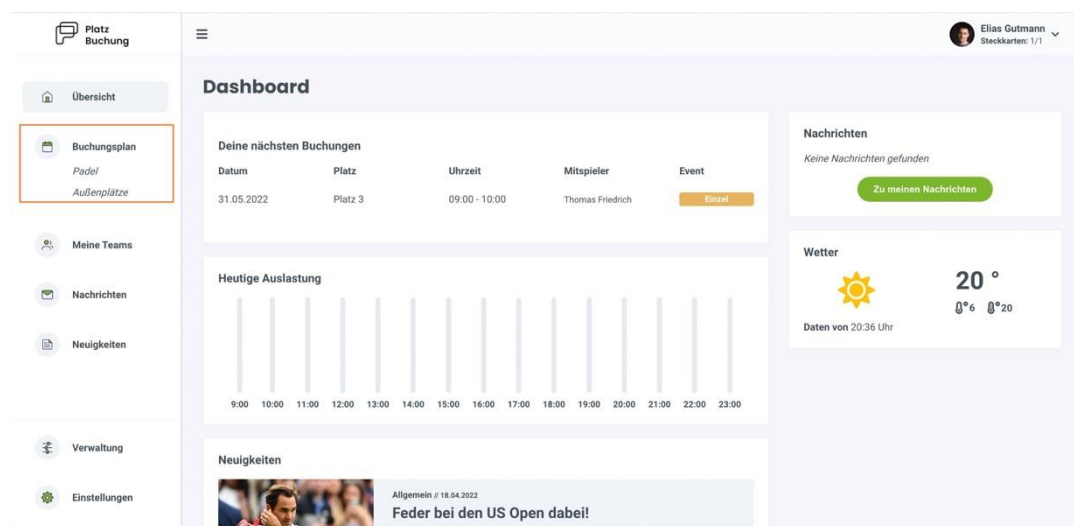 Platz
Buchung
Elias Gutmann
Steckkarten: 1/1
Übersicht
Buchungsplan
Padel
Außenplätze
Meine Teams
Nachrichten
Neuigkeiten
Verwaltung
Einstellungen
Dashboard
Deine nächsten Buchungen
Datum Platz Uhrzeit Mitspieler Event
31.05.2022 Platz 3 09:00 - 10:00 Thomas Friedrich Einzel
Heutige Auslastung
9:00 10:00 11:00 12:00 13:00 14:00 15:00 16:00 17:00 18:00 19:00 20:00 21:00 22:00 23:00
Neuigkeiten
Allgemein // 18.04.2022
Feder bei den US Open dabei!
Nachrichten
Keine Nachrichten gefunden
Zu meinen Nachrichten
Wetter
20 °
°6 °20
Daten von 20:36 Uhr